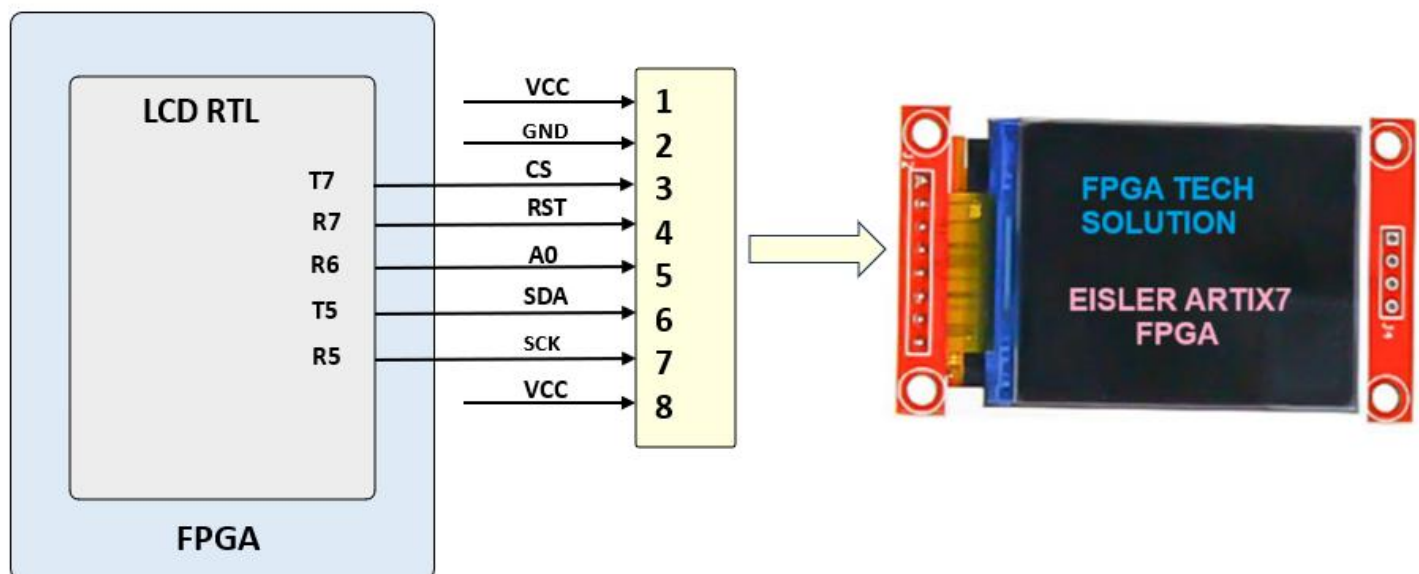 LCD RTL
T7
R7
R6
T5
R5
FPGA
VCC
GND
CS
RST
A0
SDA
SCK
VCC
1
2
3
4
5
6
7
8
FPGA TECH
SOLUTION
EISLER ARTIX7
FPGA